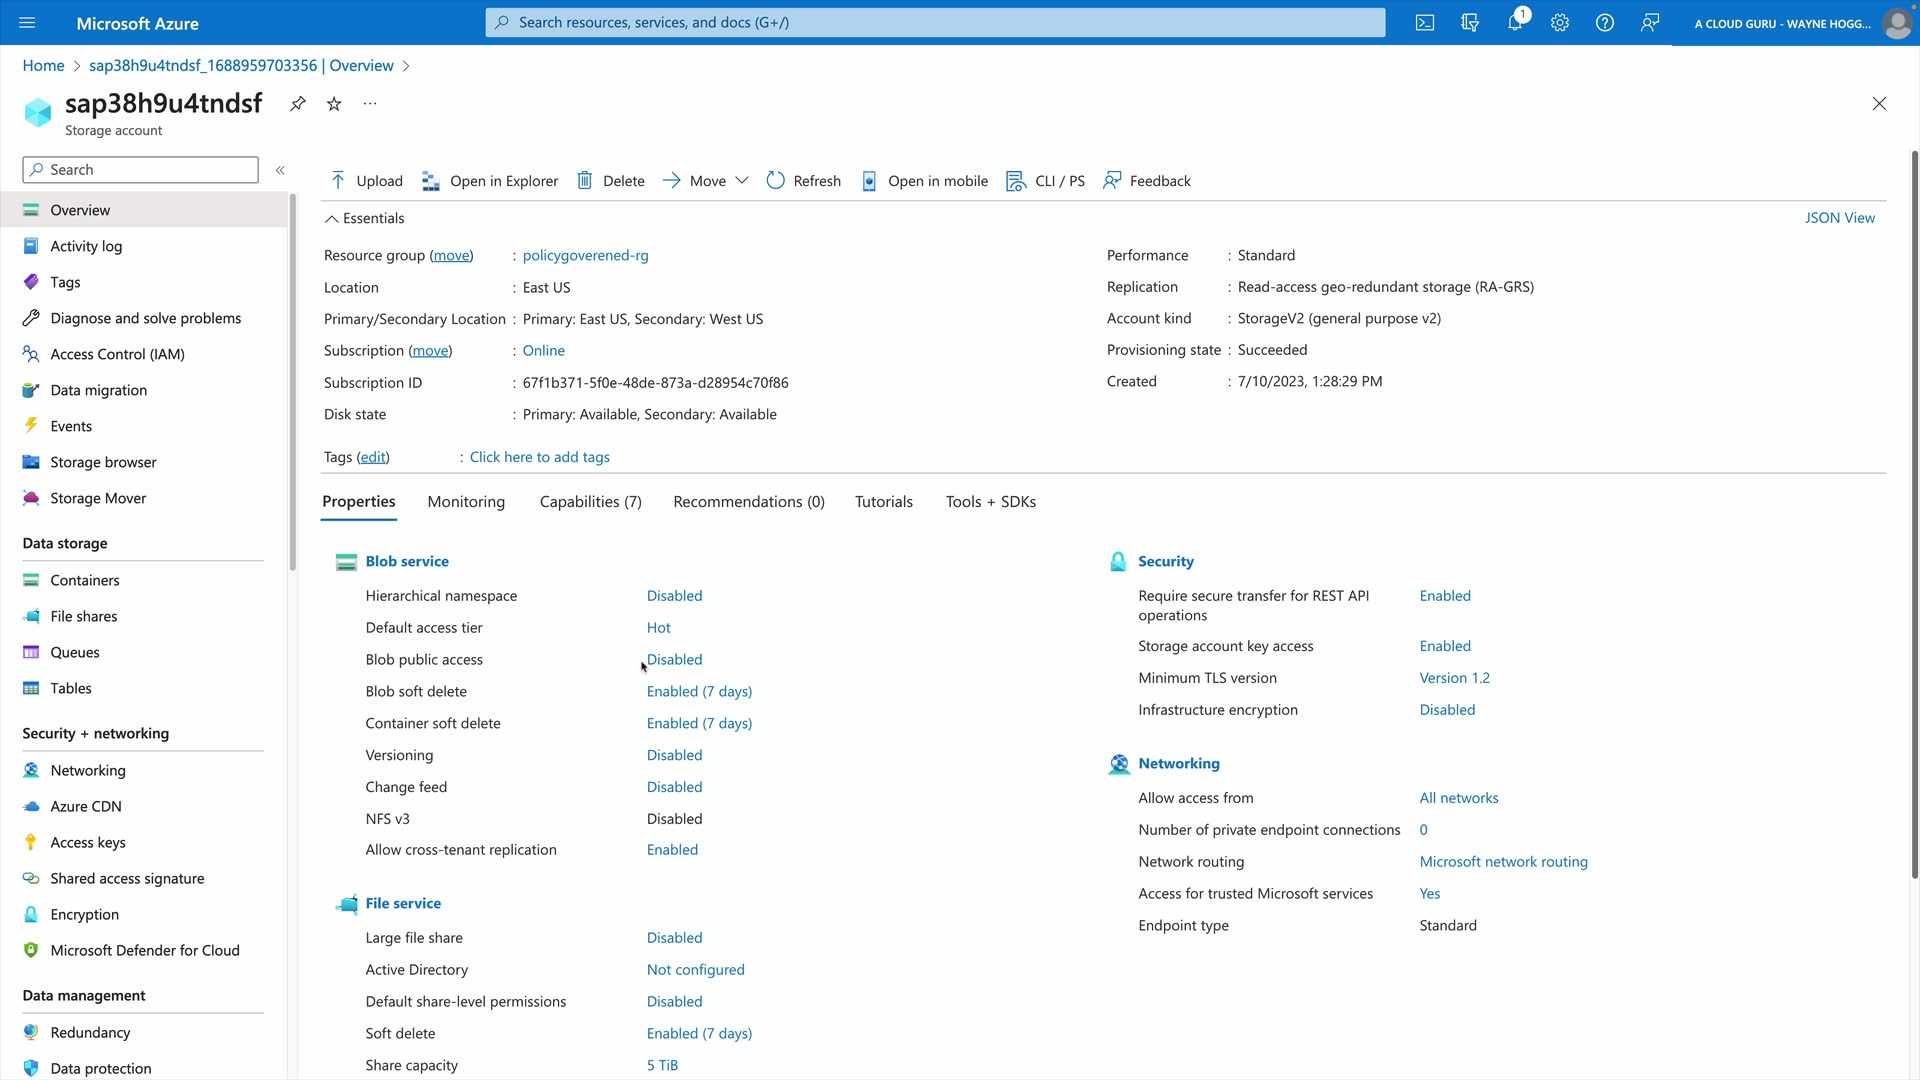 Microsoft Azure
Search resources, services, and docs (G+/)
1
A CLOUD GURU - WAYNE HOGG...
Home > sap38h9u4tndsf_1688959703356 | Overview >
sap38h9u4tndsf
Storage account
Search
Overview
Activity log
Tags
Diagnose and solve problems
Access Control (IAM)
Data migration
Events
Storage browser
Storage Mover
Data storage
Containers
File shares
Queues
Tables
Security + networking
Networking
Azure CDN
Access keys
Shared access signature
Encryption
Microsoft Defender for Cloud
Data management
Redundancy
Data protection
Upload Open in Explorer Delete Move Refresh Open in mobile CLI / PS Feedback
Essentials JSON View
Resource group (move) : policygoverened-rg
Location : East US
Primary/Secondary Location : Primary: East US, Secondary: West US
Subscription (move) : Online
Subscription ID : 67f1b371-5f0e-48de-873a-d28954c70f86
Disk state : Primary: Available, Secondary: Available
Performance : Standard
Replication : Read-access geo-redundant storage (RA-GRS)
Account kind : StorageV2 (general purpose v2)
Provisioning state : Succeeded
Created : 7/10/2023, 1:28:29 PM
Tags (edit) : Click here to add tags
Properties Monitoring Capabilities (7) Recommendations (0) Tutorials Tools + SDKs
Blob service
Hierarchical namespace Disabled
Default access tier Hot
Blob public access Disabled
Blob soft delete Enabled (7 days)
Container soft delete Enabled (7 days)
Versioning Disabled
Change feed Disabled
NFS v3 Disabled
Allow cross-tenant replication Enabled
File service
Large file share Disabled
Active Directory Not configured
Default share-level permissions Disabled
Soft delete Enabled (7 days)
Share capacity 5 TiB
Security
Require secure transfer for REST API Enabled
operations
Storage account key access Enabled
Minimum TLS version Version 1.2
Infrastructure encryption Disabled
Networking
Allow access from All networks
Number of private endpoint connections 0
Network routing Microsoft network routing
Access for trusted Microsoft services Yes
Endpoint type Standard